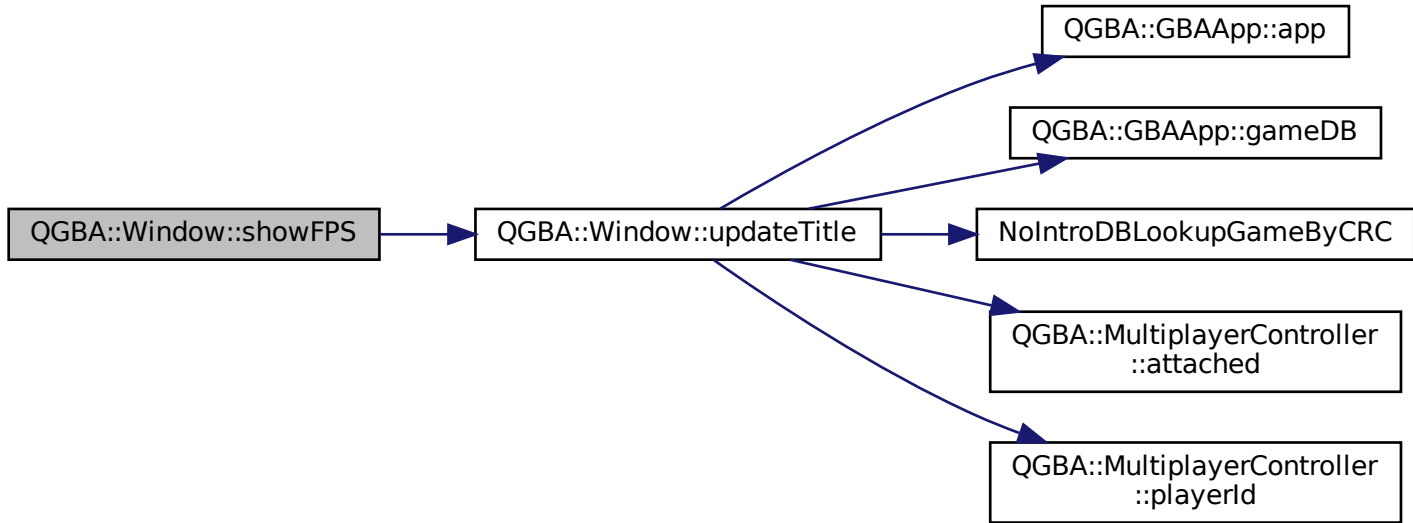 QGBA::Window::showFPS
QGBA::Window::updateTitle
QGBA::GBAApp::app
QGBA::GBAApp::gameDB
NoIntroDBLookupGameByCRC
QGBA::MultiplayerController
::attached
QGBA::MultiplayerController
::playerId